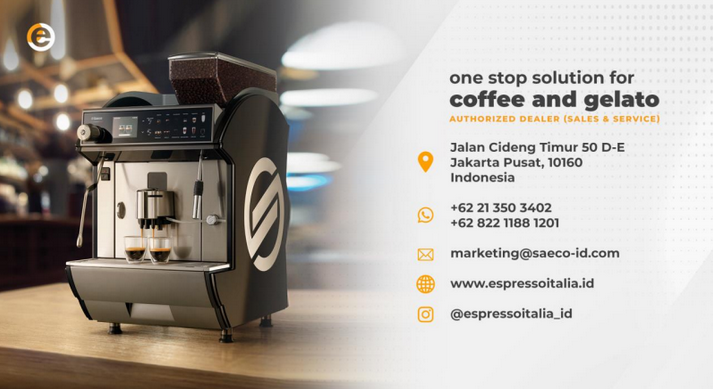 e
one stop solution for
coffee and gelato
AUTHORIZED DEALER (SALES & SERVICE)
Jalan Cideng Timur 50 D-E
Jakarta Pusat, 10160
Indonesia
+62 21 350 3402
+62 822 1188 1201
marketing@saeco-id.com
www.espressoitalia.id
@espressoitalia_id